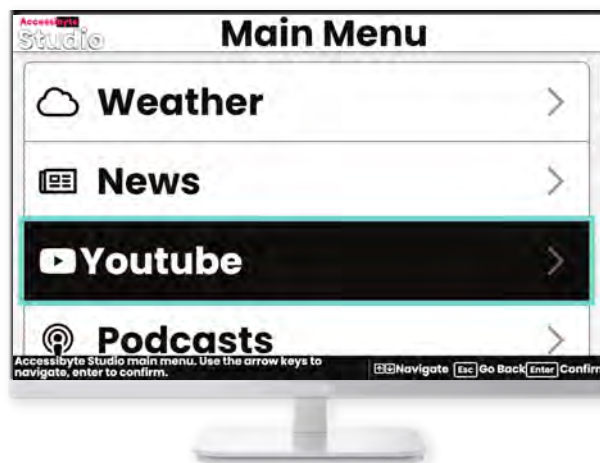 Accessibyte
Studio
Main Menu
Weather
News
Youtube
Podcasts
Accessibyte Studio main menu. Use the arrow keys to
navigate, enter to confirm.
Navigate Esc Go Back Enter Confirm